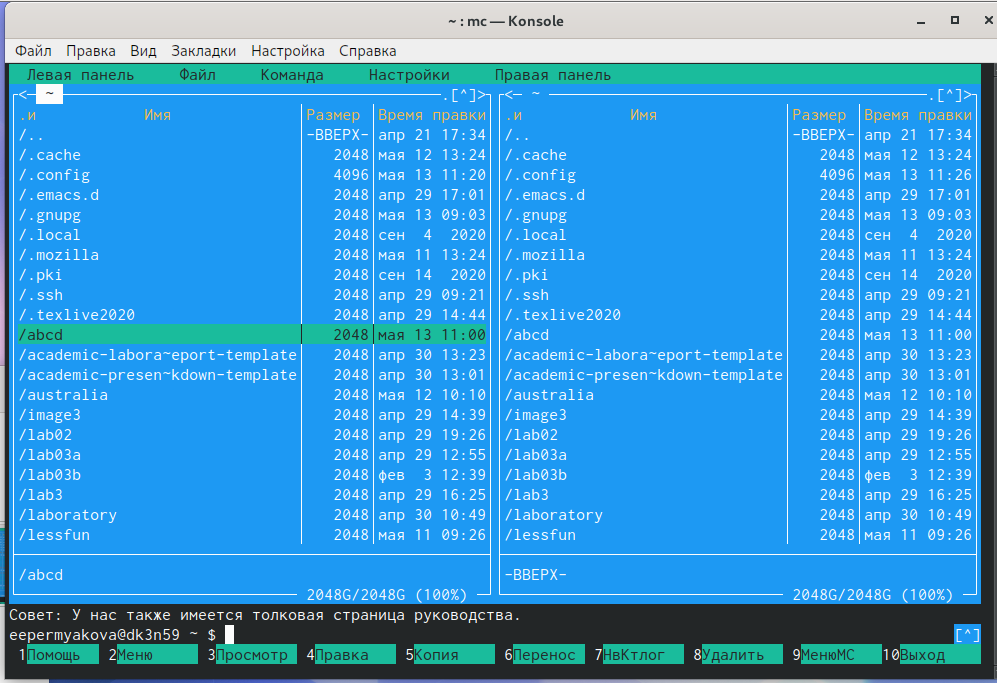 ~ : mc — Konsole
Файл Правка Вид Закладки Настройка Справка
Левая панель Файл Команда Настройки Правая панель
<─ ~ .[^]> <─ ~ .[^]>
.и Имя Размер Время правки .и Имя Размер Время правки
/.. -ВВЕРХ- апр 21 17:34 /.. -ВВЕРХ- апр 21 17:34
/.cache 2048 мая 12 13:24 /.cache 2048 мая 12 13:24
/.config 4096 мая 13 11:20 /.config 4096 мая 13 11:26
/.emacs.d 2048 апр 29 17:01 /.emacs.d 2048 апр 29 17:01
/.gnupg 2048 мая 13 09:03 /.gnupg 2048 мая 13 09:03
/.local 2048 сен 4 2020 /.local 2048 сен 4 2020
/.mozilla 2048 мая 11 13:24 /.mozilla 2048 мая 11 13:24
/.pki 2048 сен 14 2020 /.pki 2048 сен 14 2020
/.ssh 2048 апр 29 09:21 /.ssh 2048 апр 29 09:21
/.texlive2020 2048 апр 29 14:44 /.texlive2020 2048 апр 29 14:44
/abcd 2048 мая 13 11:00 /abcd 2048 мая 13 11:00
/academic-labora~eport-template 2048 апр 30 13:23 /academic-labora~eport-template 2048 апр 30 13:23
/academic-presen~kdown-template 2048 апр 30 13:01 /academic-presen~kdown-template 2048 апр 30 13:01
/australia 2048 мая 12 10:10 /australia 2048 мая 12 10:10
/image3 2048 апр 29 14:39 /image3 2048 апр 29 14:39
/lab02 2048 апр 29 19:26 /lab02 2048 апр 29 19:26
/lab03a 2048 апр 29 12:55 /lab03a 2048 апр 29 12:55
/lab03b 2048 фев 3 12:39 /lab03b 2048 фев 3 12:39
/lab3 2048 апр 29 16:25 /lab3 2048 апр 29 16:25
/laboratory 2048 апр 30 10:49 /laboratory 2048 апр 30 10:49
/lessfun 2048 мая 11 09:26 /lessfun 2048 мая 11 09:26
/abcd -ВВЕРХ-
2048G/2048G (100%) 2048G/2048G (100%)
Совет: У нас также имеется толковая страница руководства.
eepermyakova@dk3n59 ~ $ [^]
1Помощь 2Меню 3Просмотр 4Правка 5Копия 6Перенос 7НвКтлог 8Удалить 9МенюMC 10Выход